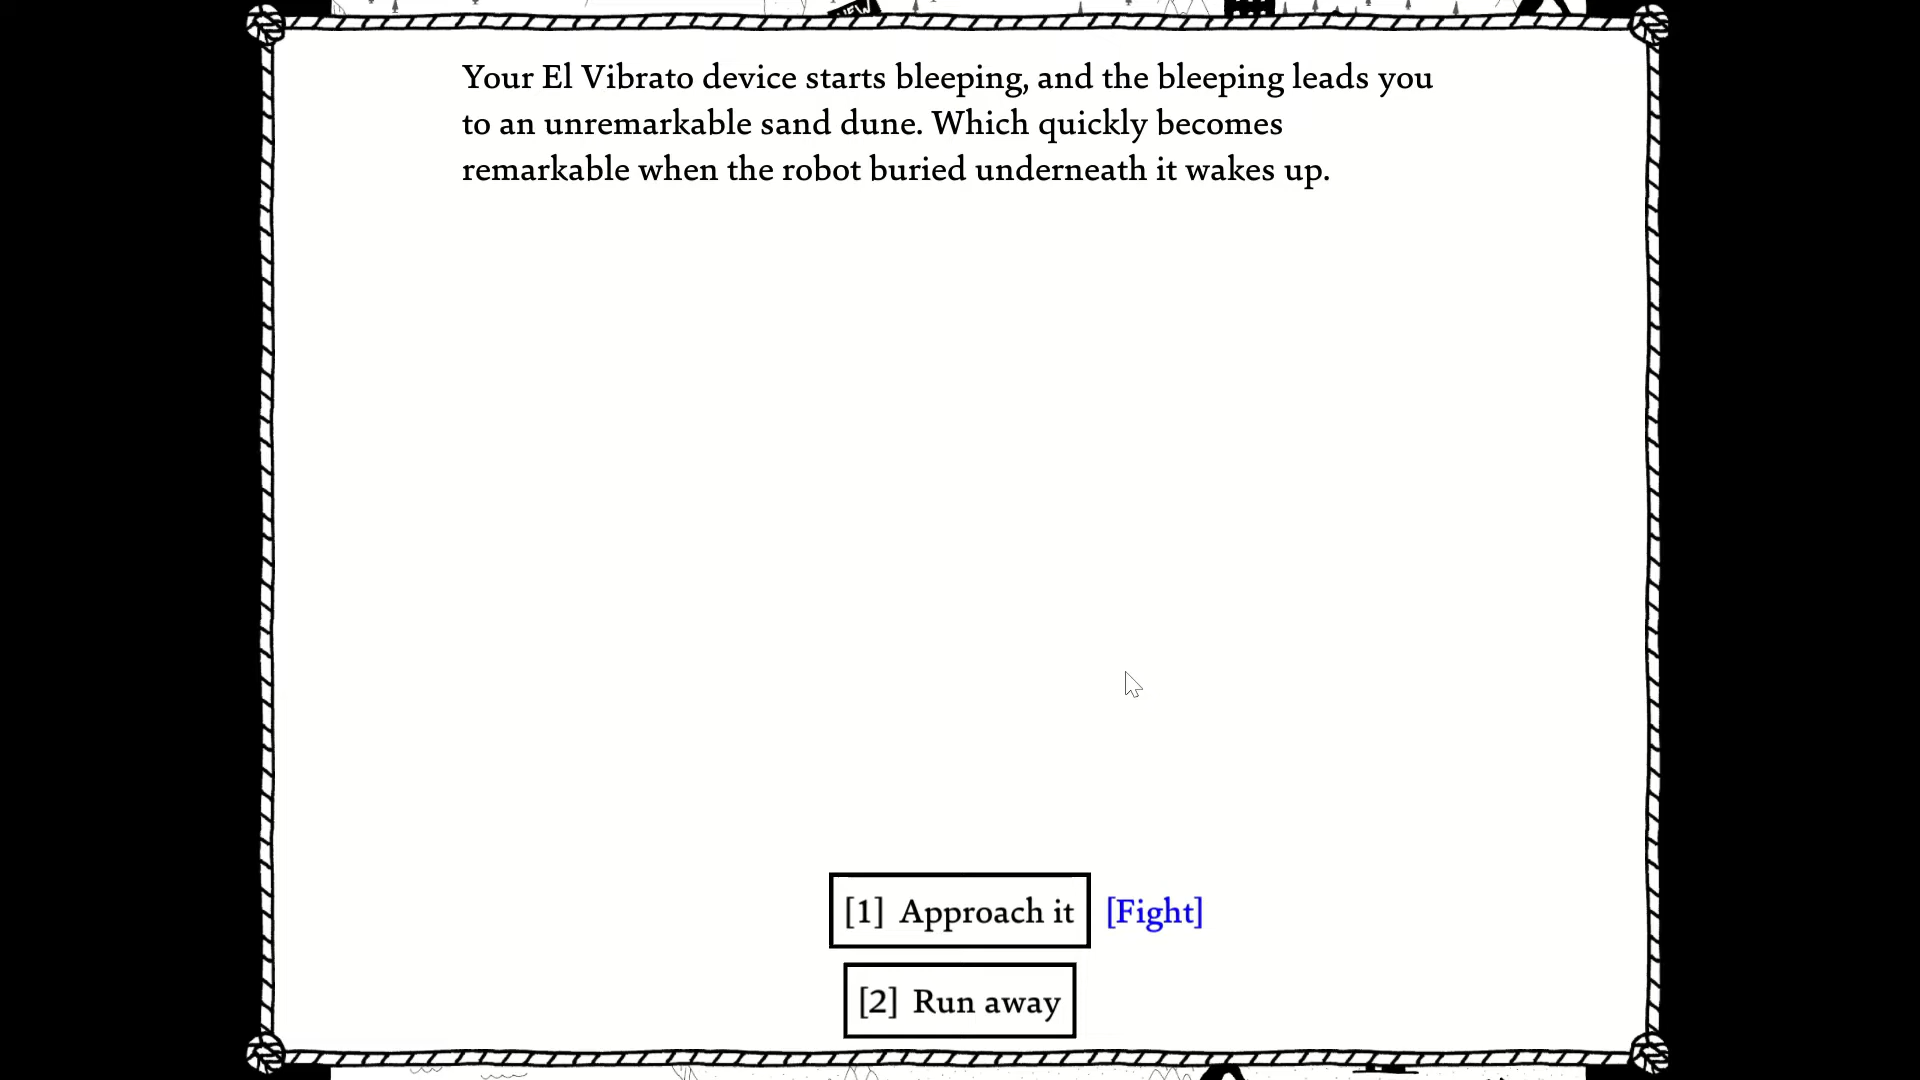 NEW
Your El Vibrato device starts bleeping, and the bleeping leads you
to an unremarkable sand dune. Which quickly becomes
remarkable when the robot buried underneath it wakes up.
[1] Approach it [Fight]
[2] Run away